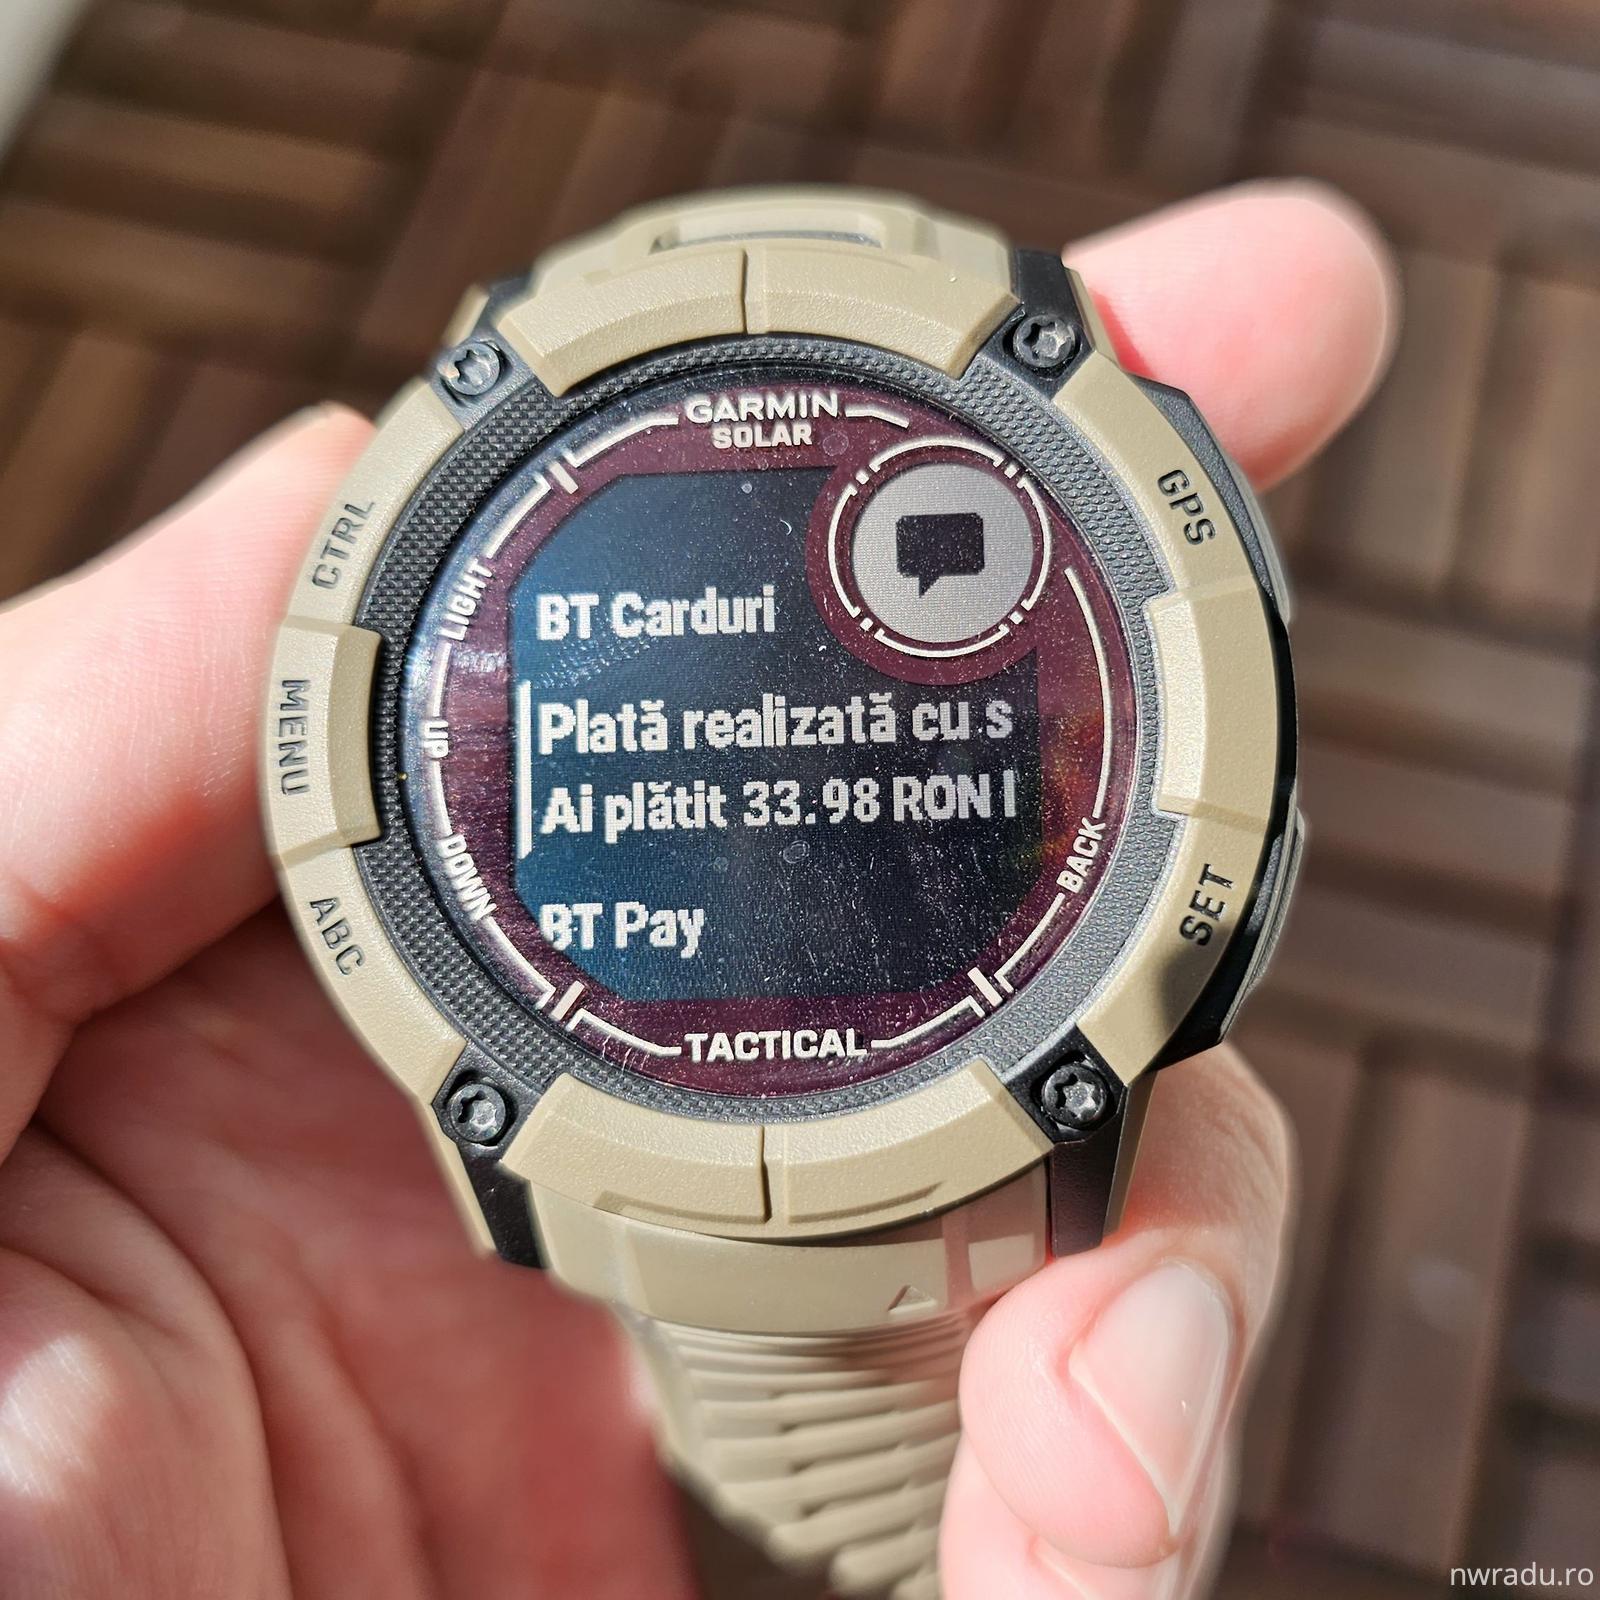 GARMIN
SOLAR
GPS
CTRL
LIGHT
BT Carduri
Plată realizată cu s
MENU
UP
Ai plătit 33.98 RON l
DOWN
BACK
ABC
SET
BT Pay
TACTICAL
nwradu.ro